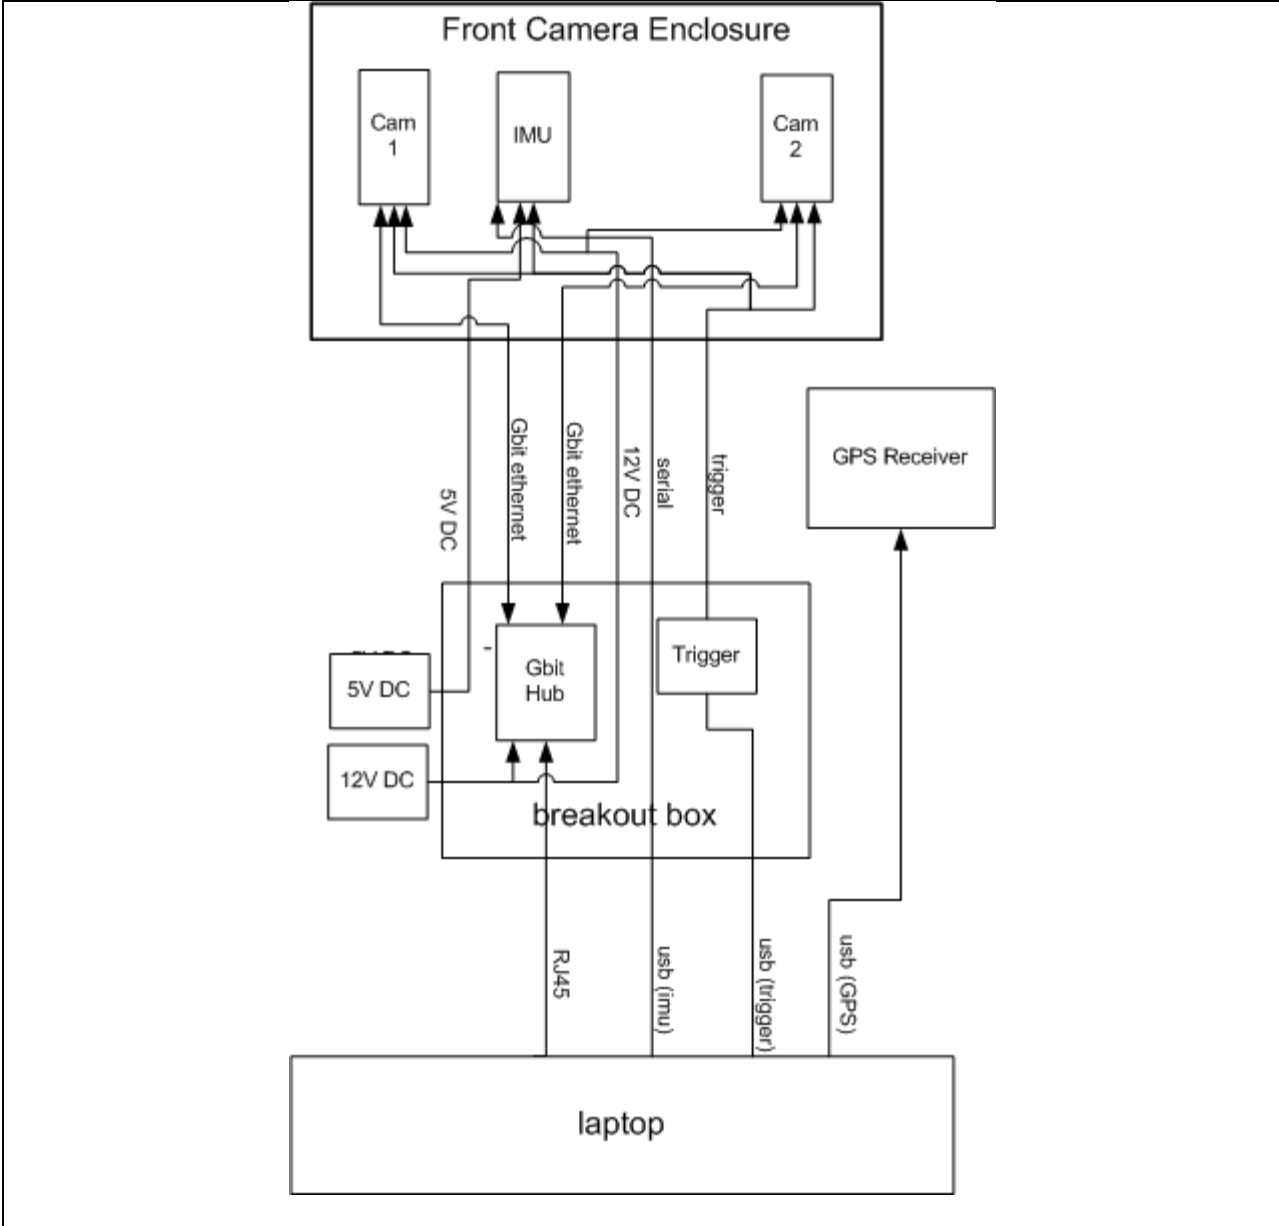 Front Camera Enclosure
Cam
1
IMU
Cam
2
GPS Receiver
5V DC
Gbit ethernet
Gbit ethernet
12V DC
serial
trigger
Gbit
Hub
Trigger
5V DC
12V DC
breakout box
RJ45
usb (imu)
usb (trigger)
usb (GPS)
laptop